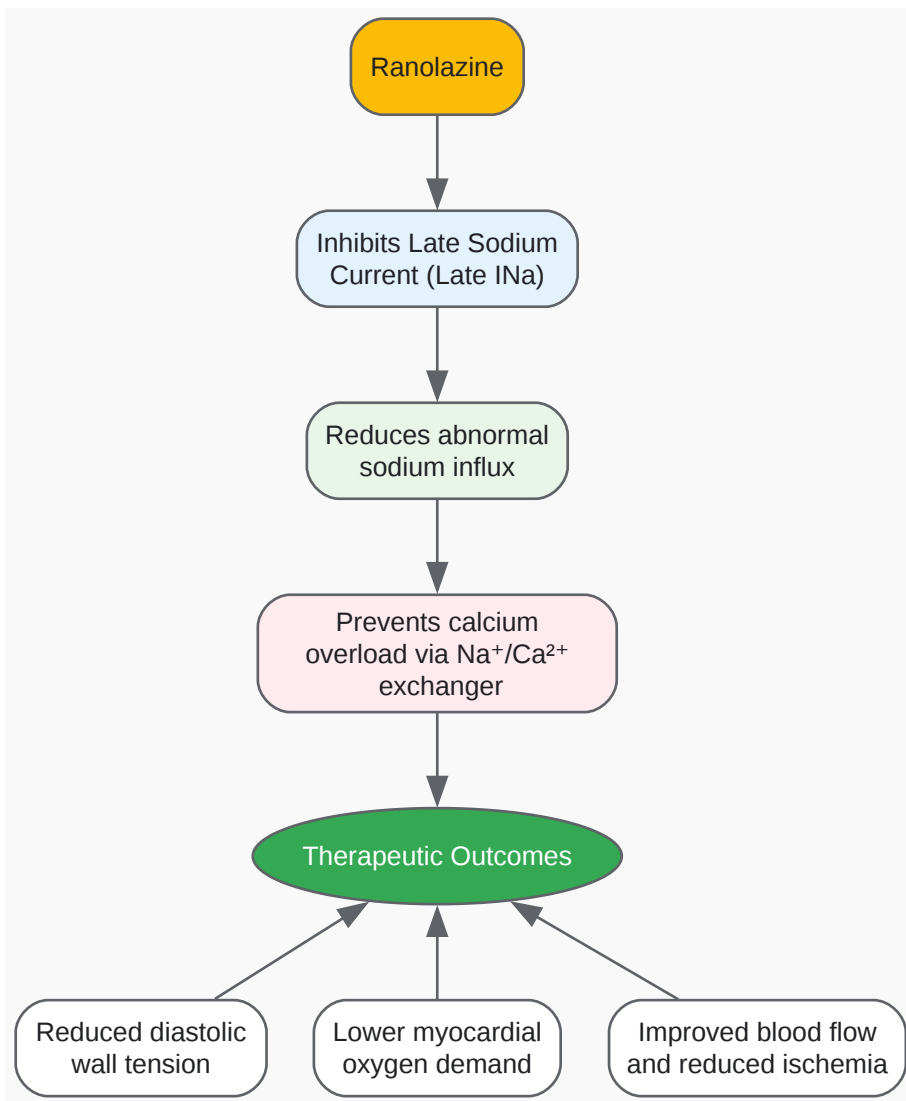 Ranolazine
Inhibits Late Sodium
Current (Late INa)
Reduces abnormal
sodium influx
Prevents calcium
overload via Na⁺/Ca²⁺
exchanger
Therapeutic Outcomes
Reduced diastolic
wall tension
Lower myocardial
oxygen demand
Improved blood flow
and reduced ischemia